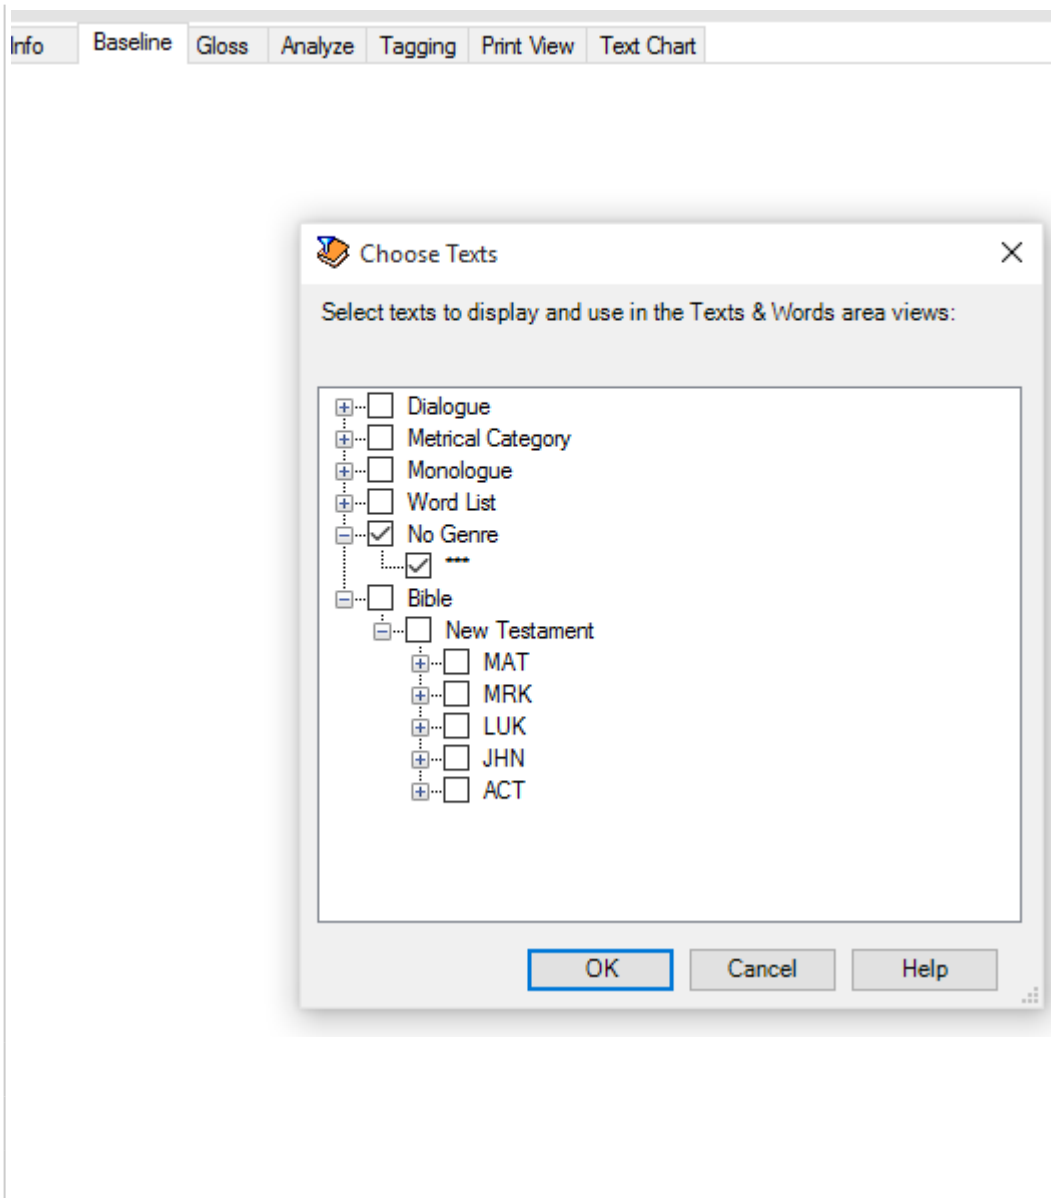 Info Baseline Gloss Analyze Tagging Print View Text Chart
Choose Texts
Select texts to display and use in the Texts & Words area views:
Dialogue
Metrical Category
Monologue
Word List
No Genre
***
Bible
New Testament
MAT
MRK
LUK
JHN
ACT
OK Cancel Help